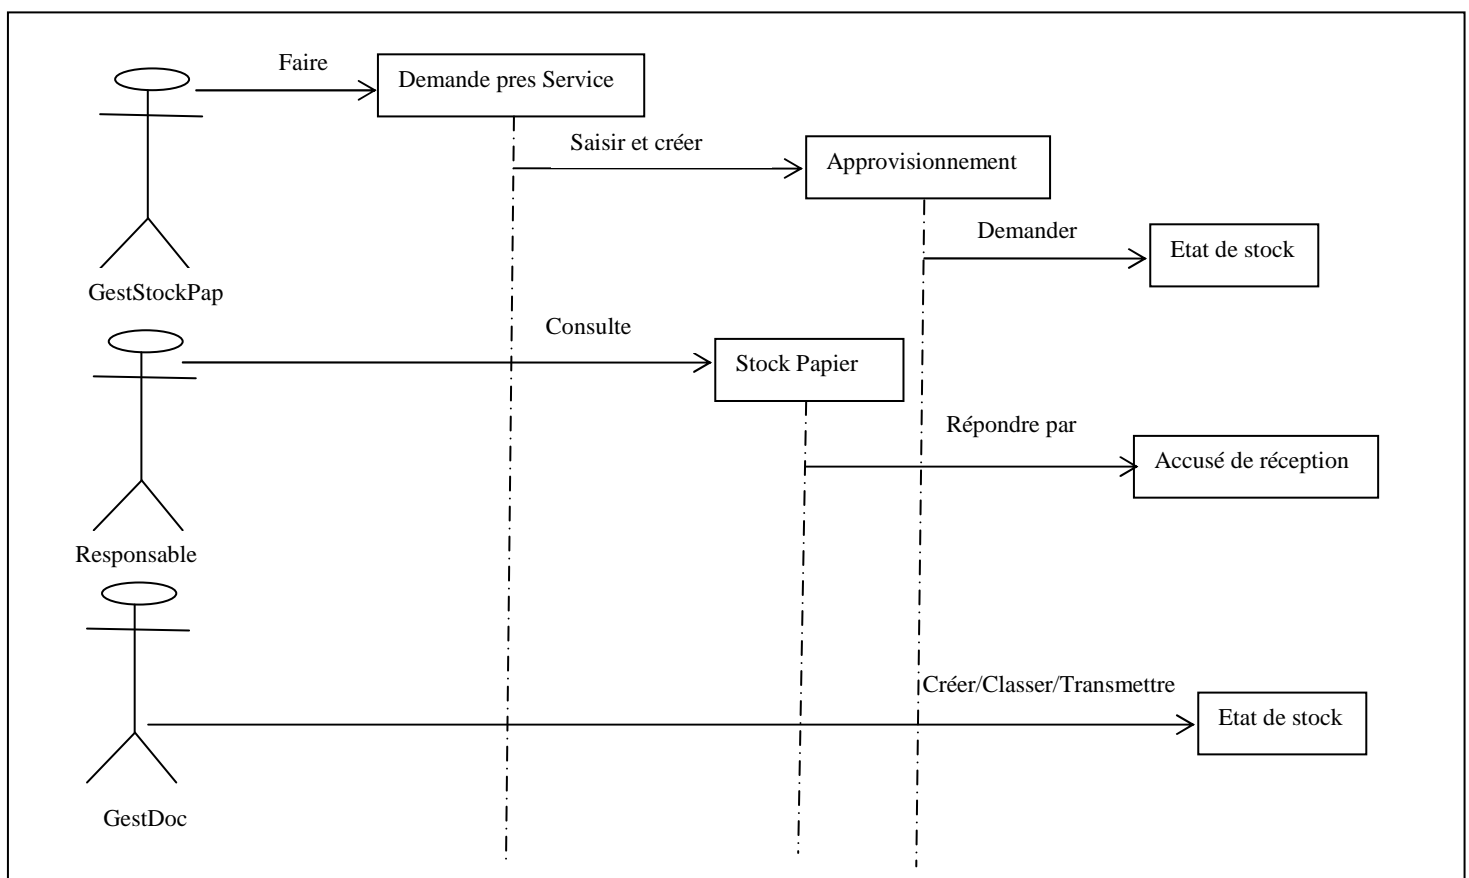 Faire
Demande pres Service
Saisir et créer
Approvisionnement
Demander
Etat de stock
GestStockPap
Consulte
Stock Papier
Répondre par
Accusé de réception
Responsable
Créer/Classer/Transmettre
Etat de stock
GestDoc